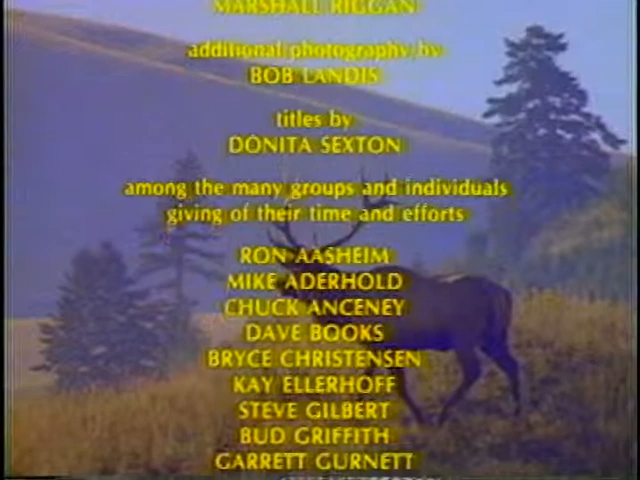 MARSHALL RIGGAN
additional photography by
BOB LANDIS
titles by
DONITA SEXTON
among the many groups and individuals
giving of their time and efforts
RON AASHEIM
MIKE ADERHOLD
CHUCK ANCENEY
DAVE BOOKS
BRYCE CHRISTENSEN
KAY ELLERHOFF
STEVE GILBERT
BUD GRIFFITH
GARRETT GURNETT